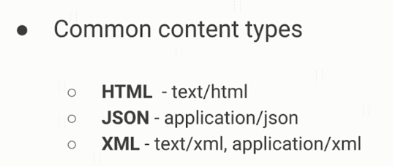 ● Common content types
○ HTML - text/html
○ JSON - application/json
○ XML - text/xml, application/xml